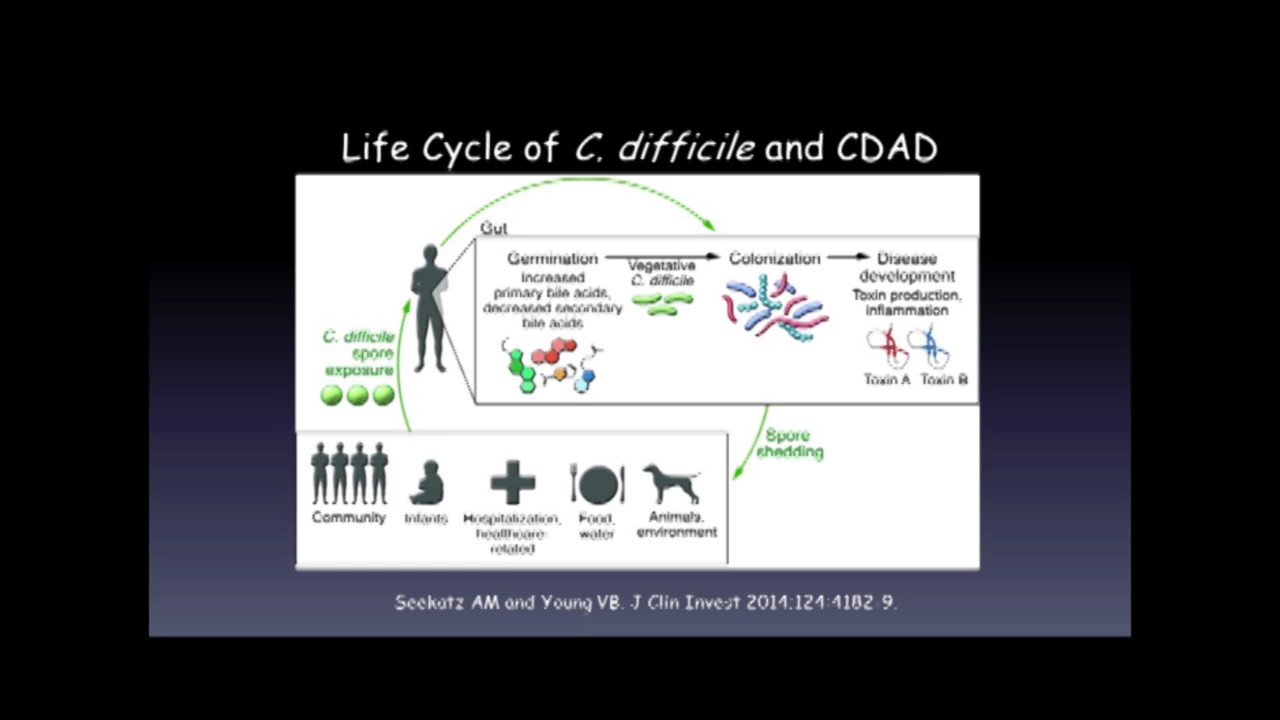 Life Cycle of C. difficile and CDAD
Gut
Germination
Increased
primary bile acids,
decreased secondary
bile acids
Vegetative
C. difficile
Colonization
Disease
development
Toxin production,
inflammation
Toxin A Toxin B
C. difficile
spore
exposure
Spore
shedding
Community
Infants
Hospitalization,
healthcare-
related
Food,
water
Animals,
environment
Seekatz AM and Young VB. J Clin Invest 2014;124:4182-9.